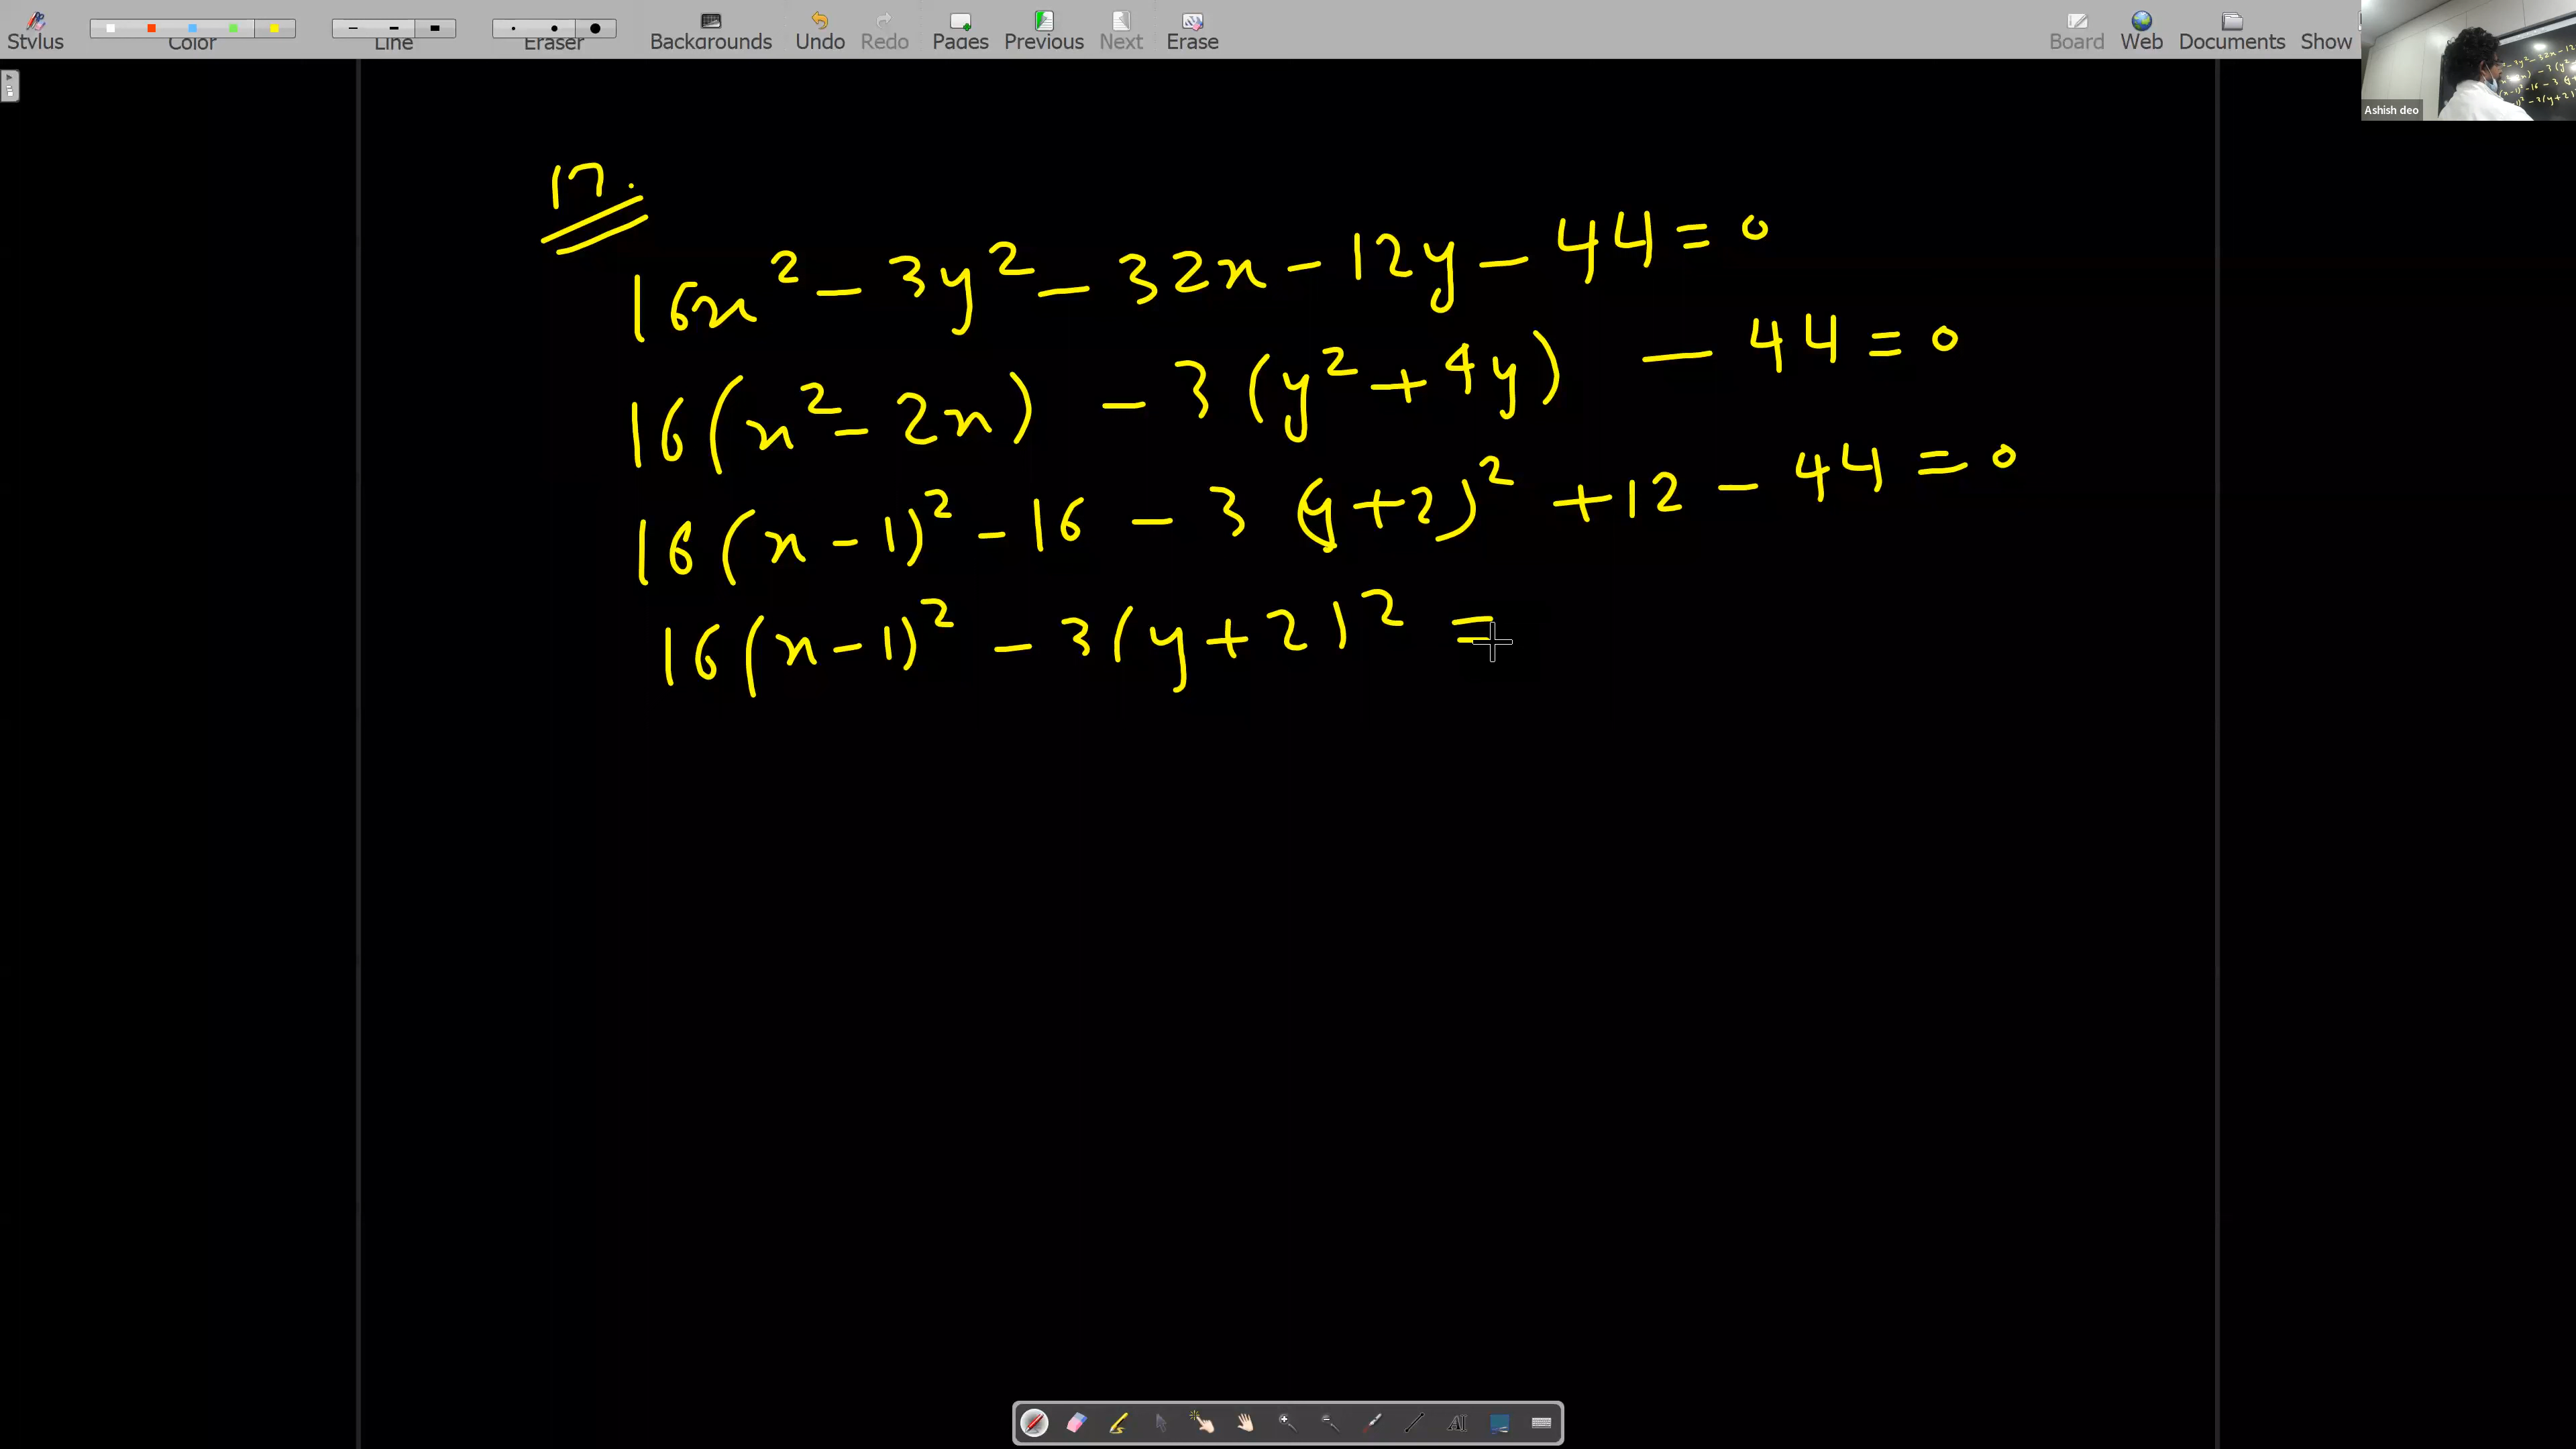 Stylus Color Line Eraser Backgrounds Undo Redo Pages Previous Next Erase Board Web Documents Show
Ashish deo
17.
16x² - 3y² - 32x - 12y - 44 = 0
16(x² - 2x) - 3(y² + 4y) - 44 = 0
16(x - 1)² - 16 - 3(y + 2)² + 12 - 44 = 0
16(x - 1)² - 3(y + 2)² =